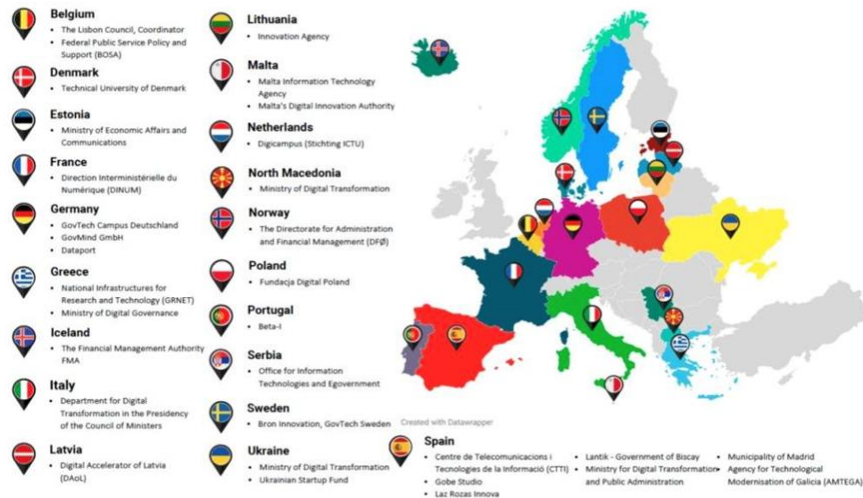 Belgium
• The Lisbon Council, Coordinator
• Federal Public Service Policy and
Support (BOSA)
Denmark
• Technical University of Denmark
Estonia
• Ministry of Economic Affairs and
Communications
France
• Direction Interministérielle du
Numérique (DINUM)
Germany
• GovTech Campus Deutschland
• GovMind GmbH
• Dataport
Greece
• National Infrastructures for
Research and Technology (GRNET)
• Ministry of Digital Governance
Iceland
• The Financial Management Authority
FMA
Italy
• Department for Digital
Transformation in the Presidency
of the Council of Ministers
Latvia
• Digital Accelerator of Latvia
(DAoL)
Lithuania
• Innovation Agency
Malta
• Malta Information Technology
Agency
• Malta's Digital Innovation Authority
Netherlands
• Digicampus (Stichting ICTU)
North Macedonia
• Ministry of Digital Transformation
Norway
• The Directorate for Administration
and Financial Management (DFØ)
Poland
• Fundacja Digital Poland
Portugal
• Beta-i
Serbia
• Office for Information
Technologies and Egovernment
Sweden
• Bron Innovation, GovTech Sweden
Ukraine
• Ministry of Digital Transformation
• Ukrainian Startup Fund
Created with Datawrapper
Spain
• Centre de Telecomunicacions i
Tecnologies de la Informació (CTTI)
• Gobe Studio
• Laz Rozas Innova
• Lantik - Government of Biscay
• Ministry for Digital Transformation
and Public Administration
• Municipality of Madrid
• Agency for Technological
Modernisation of Galicia (AMTEGA)